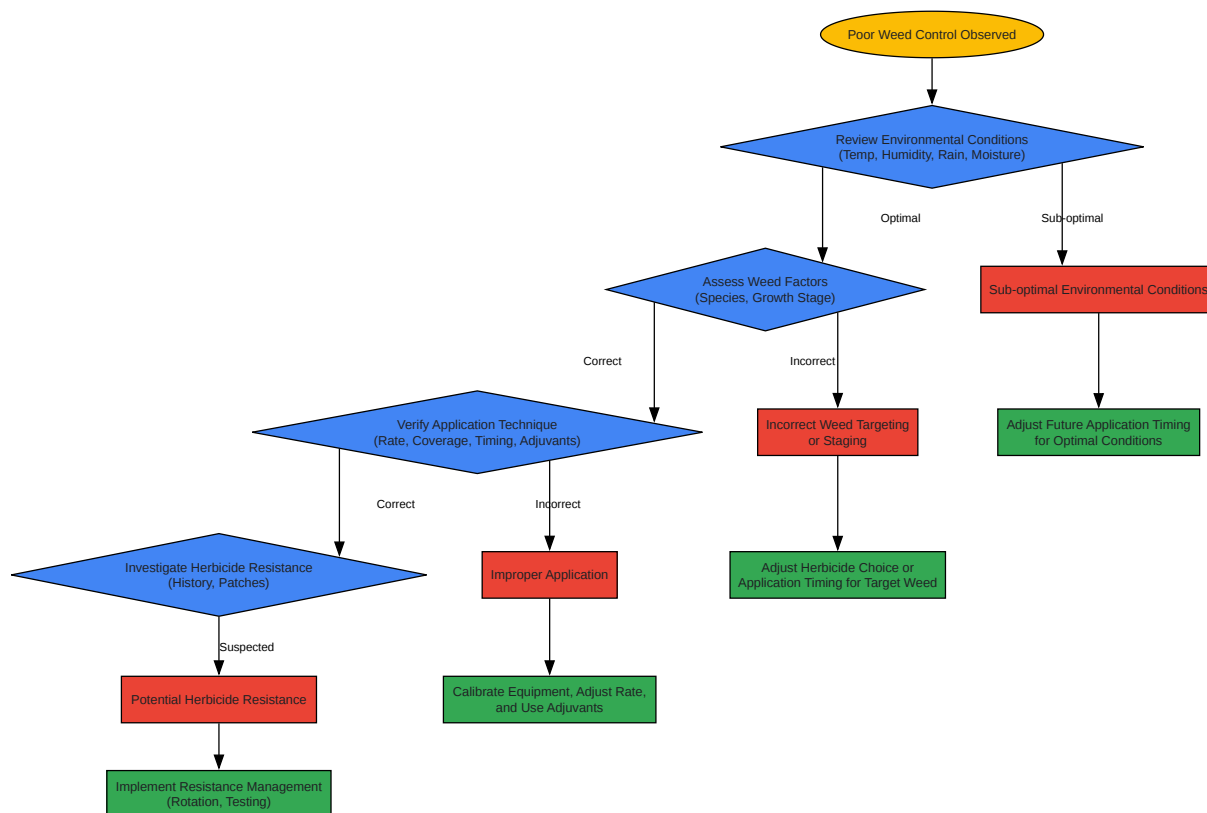 Poor Weed Control Observed
Review Environmental Conditions
(Temp, Humidity, Rain, Moisture)
Optimal
Sub-optimal
Assess Weed Factors
(Species, Growth Stage)
Sub-optimal Environmental Conditions
Correct
Incorrect
Verify Application Technique
(Rate, Coverage, Timing, Adjuvants)
Incorrect Weed Targeting
or Staging
Adjust Future Application Timing
for Optimal Conditions
Correct
Incorrect
Investigate Herbicide Resistance
(History, Patches)
Improper Application
Adjust Herbicide Choice or
Application Timing for Target Weed
Suspected
Potential Herbicide Resistance
Calibrate Equipment, Adjust Rate,
and Use Adjuvants
Implement Resistance Management
(Rotation, Testing)